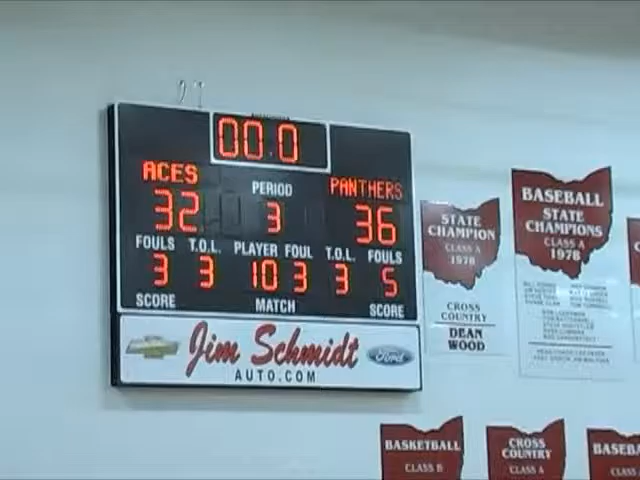 00.0
ACES PERIOD PANTHERS
32 3 36
FOULS T.O.L. PLAYER FOUL T.O.L. FOULS
3 3 10 3 3 5
SCORE MATCH SCORE
Jim Schmidt
AUTO.COM
Ford
STATE
CHAMPION
CLASS A
1978
CROSS
COUNTRY
DEAN
WOOD
BASEBALL
STATE
CHAMPIONS
CLASS A
1978
BASKETBALL
CLASS B
CROSS
COUNTRY
CLASS A
BASEBA
CLASS A